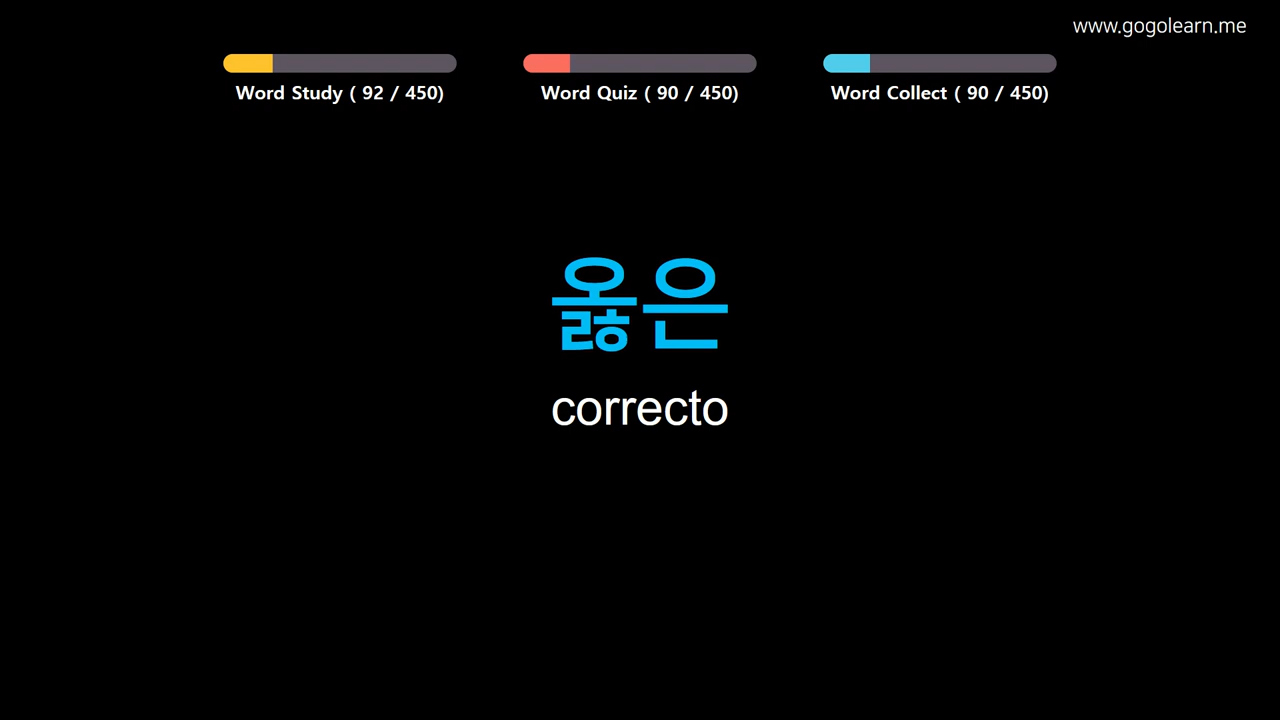 www.gogolearn.me
Word Study ( 92 / 450)
Word Quiz ( 90 / 450)
Word Collect ( 90 / 450)
옳은
correcto